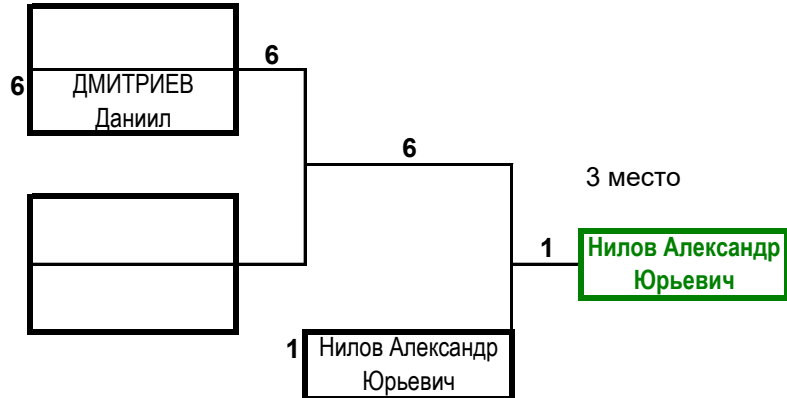 6
6
ДМИТРИЕВ
Даниил
6
3 место
1
Нилов Александр
Юрьевич
1
Нилов Александр
Юрьевич